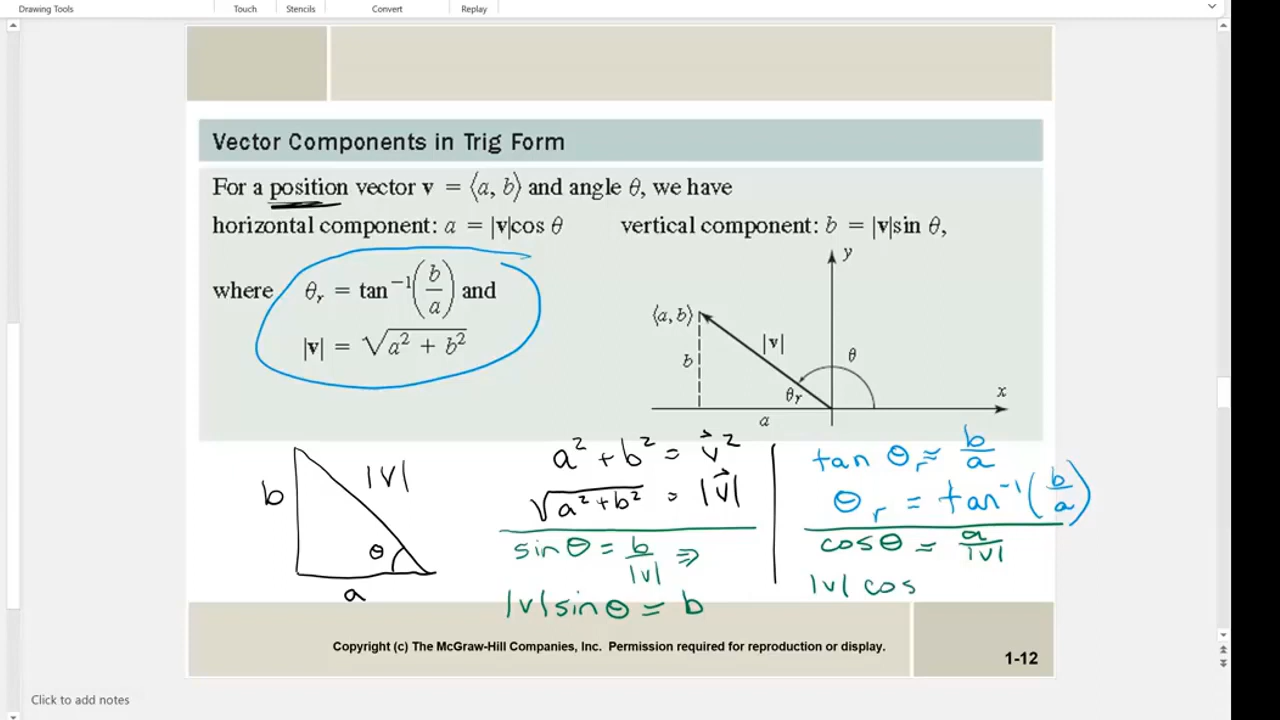 Drawing Tools Touch Stencils Convert Replay
Vector Components in Trig Form
For a position vector v = ⟨a, b⟩ and angle θ, we have
horizontal component: a = |v|cos θ vertical component: b = |v|sin θ,
where θᵣ = tan⁻¹(b/a) and
|v| = √(a² + b²)
y
⟨a, b⟩
|v|
θ
b
θᵣ
x
a
b
|v|
θ
a
a² + b² = v⃗²
√(a² + b²) = |v⃗|
sin θ = b/|v| ⇒
|v| sin θ = b
tan θᵣ = b/a
θᵣ = tan⁻¹(b/a)
cos θ = a/|v|
|v| cos
Copyright (c) The McGraw-Hill Companies, Inc. Permission required for reproduction or display.
1-12
Click to add notes